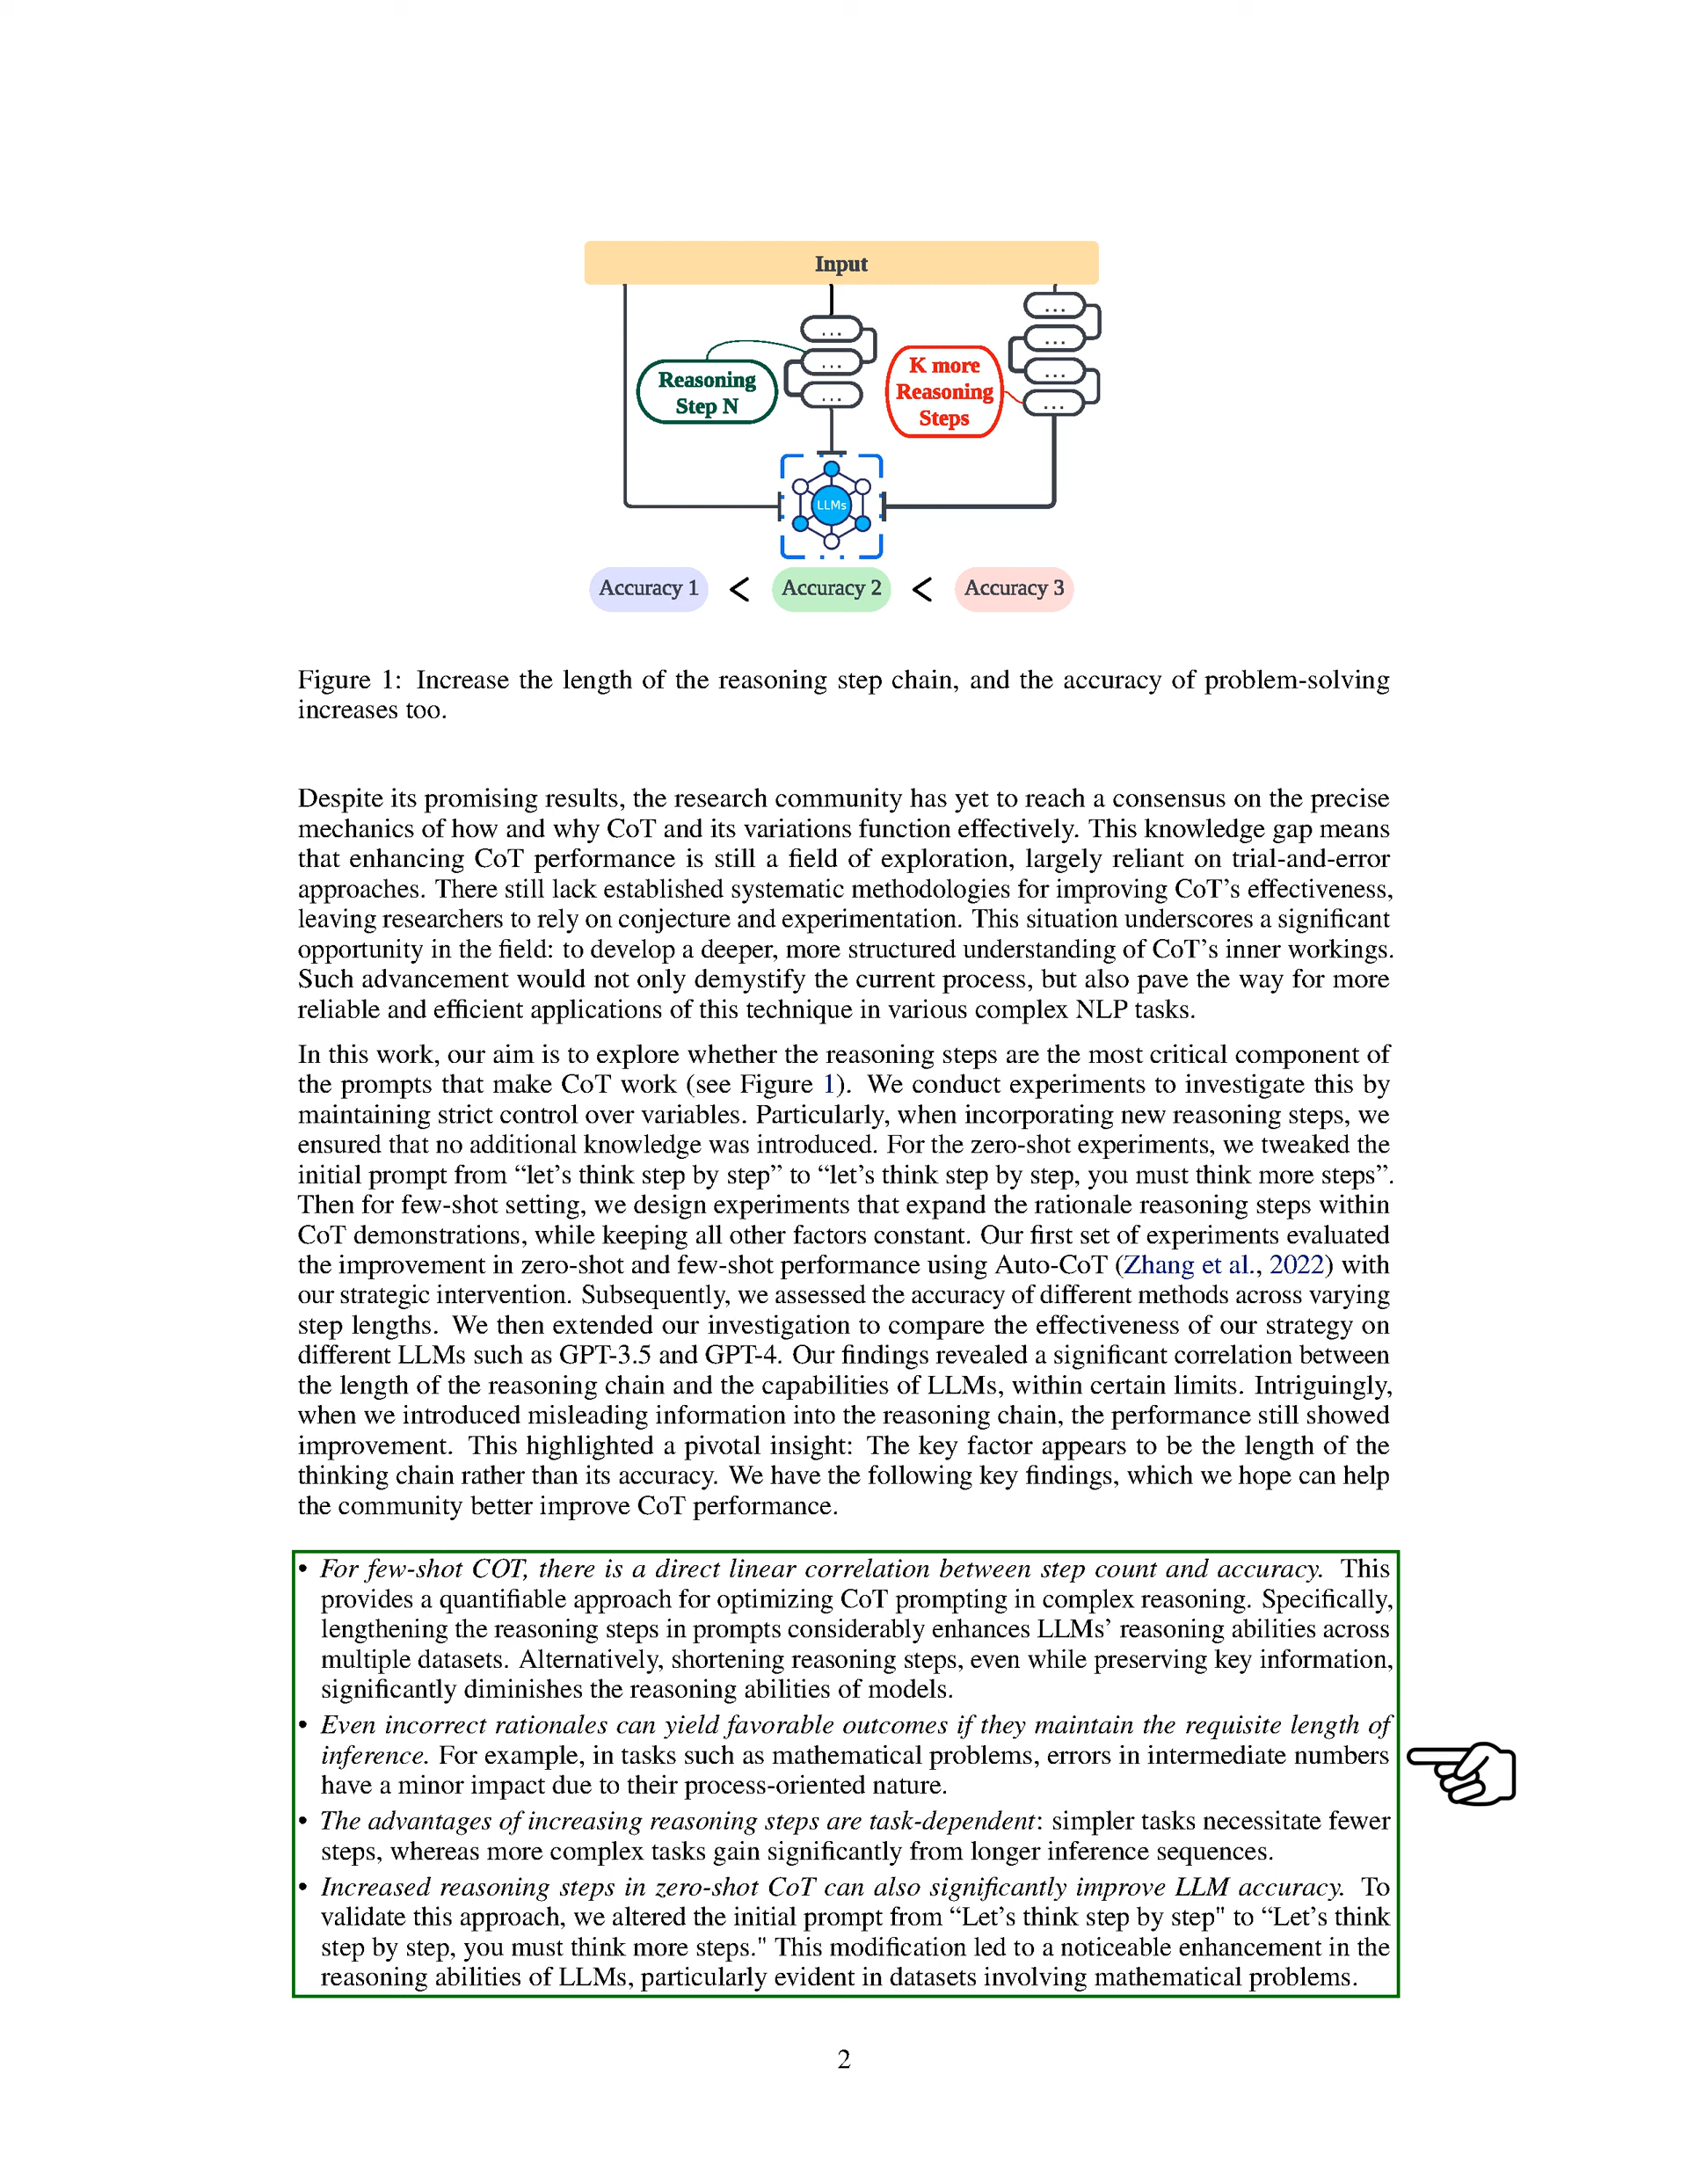 Input
...
...
...
Reasoning
Step N
K more
Reasoning
Steps
...
...
...
...
LLMs
Accuracy 1 < Accuracy 2 < Accuracy 3
Figure 1: Increase the length of the reasoning step chain, and the accuracy of problem-solving
increases too.
Despite its promising results, the research community has yet to reach a consensus on the precise
mechanics of how and why CoT and its variations function effectively. This knowledge gap means
that enhancing CoT performance is still a field of exploration, largely reliant on trial-and-error
approaches. There still lack established systematic methodologies for improving CoT's effectiveness,
leaving researchers to rely on conjecture and experimentation. This situation underscores a significant
opportunity in the field: to develop a deeper, more structured understanding of CoT's inner workings.
Such advancement would not only demystify the current process, but also pave the way for more
reliable and efficient applications of this technique in various complex NLP tasks.
In this work, our aim is to explore whether the reasoning steps are the most critical component of
the prompts that make CoT work (see Figure 1). We conduct experiments to investigate this by
maintaining strict control over variables. Particularly, when incorporating new reasoning steps, we
ensured that no additional knowledge was introduced. For the zero-shot experiments, we tweaked the
initial prompt from “let's think step by step” to “let's think step by step, you must think more steps”.
Then for few-shot setting, we design experiments that expand the rationale reasoning steps within
CoT demonstrations, while keeping all other factors constant. Our first set of experiments evaluated
the improvement in zero-shot and few-shot performance using Auto-CoT (Zhang et al., 2022) with
our strategic intervention. Subsequently, we assessed the accuracy of different methods across varying
step lengths. We then extended our investigation to compare the effectiveness of our strategy on
different LLMs such as GPT-3.5 and GPT-4. Our findings revealed a significant correlation between
the length of the reasoning chain and the capabilities of LLMs, within certain limits. Intriguingly,
when we introduced misleading information into the reasoning chain, the performance still showed
improvement. This highlighted a pivotal insight: The key factor appears to be the length of the
thinking chain rather than its accuracy. We have the following key findings, which we hope can help
the community better improve CoT performance.
• For few-shot COT, there is a direct linear correlation between step count and accuracy. This
provides a quantifiable approach for optimizing CoT prompting in complex reasoning. Specifically,
lengthening the reasoning steps in prompts considerably enhances LLMs' reasoning abilities across
multiple datasets. Alternatively, shortening reasoning steps, even while preserving key information,
significantly diminishes the reasoning abilities of models.
• Even incorrect rationales can yield favorable outcomes if they maintain the requisite length of
inference. For example, in tasks such as mathematical problems, errors in intermediate numbers
have a minor impact due to their process-oriented nature.
• The advantages of increasing reasoning steps are task-dependent: simpler tasks necessitate fewer
steps, whereas more complex tasks gain significantly from longer inference sequences.
• Increased reasoning steps in zero-shot CoT can also significantly improve LLM accuracy. To
validate this approach, we altered the initial prompt from “Let's think step by step" to “Let's think
step by step, you must think more steps." This modification led to a noticeable enhancement in the
reasoning abilities of LLMs, particularly evident in datasets involving mathematical problems.
2